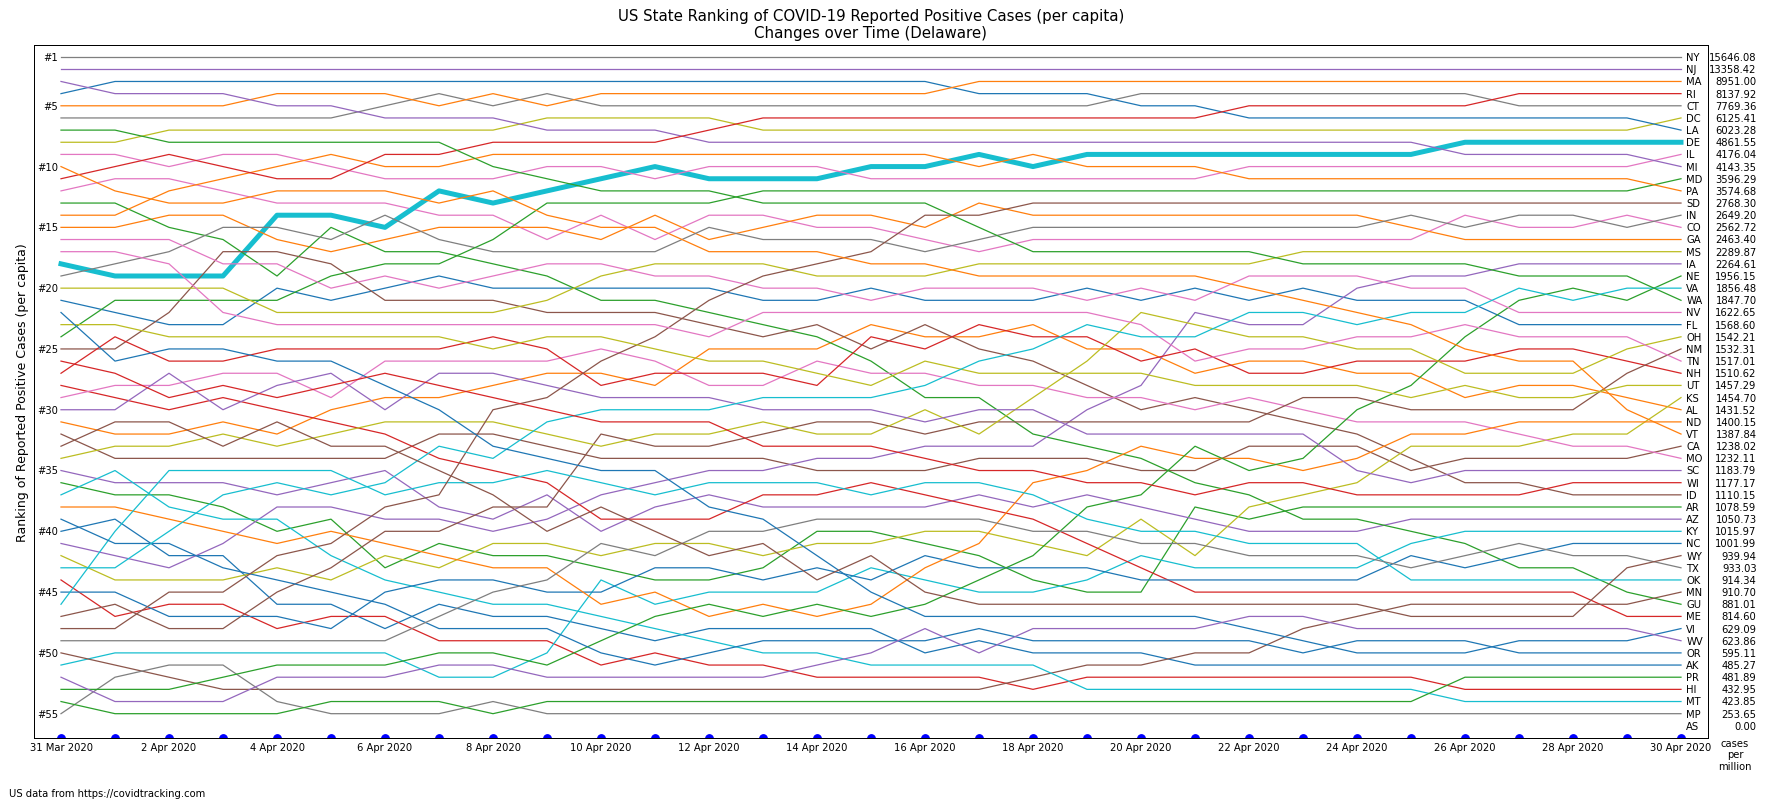 US State Ranking of COVID-19 Reported Positive Cases (per capita)
Changes over Time (Delaware)
Ranking of Reported Positive Cases (per capita)
#1
#5
#10
#15
#20
#25
#30
#35
#40
#45
#50
#55
NY 15646.08
NJ 13358.42
MA 8951.00
RI 8137.92
CT 7769.36
DC 6125.41
LA 6023.28
DE 4861.55
IL 4176.04
MI 4143.35
MD 3596.29
PA 3574.68
SD 2768.30
IN 2649.20
CO 2562.72
GA 2463.40
MS 2289.87
IA 2264.61
NE 1956.15
VA 1856.48
WA 1847.70
NV 1622.65
FL 1568.60
OH 1542.21
NM 1532.31
TN 1517.01
NH 1510.62
UT 1457.29
KS 1454.70
AL 1431.52
ND 1400.15
VT 1387.84
CA 1238.02
MO 1232.11
SC 1183.79
WI 1177.17
ID 1110.15
AR 1078.59
AZ 1050.73
KY 1015.97
NC 1001.99
WY 939.94
TX 933.03
OK 914.34
MN 910.70
GU 881.01
ME 814.60
VI 629.09
WV 623.86
OR 595.11
AK 485.27
PR 481.89
HI 432.95
MT 423.85
MP 253.65
AS 0.00
31 Mar 2020 2 Apr 2020 4 Apr 2020 6 Apr 2020 8 Apr 2020 10 Apr 2020 12 Apr 2020 14 Apr 2020 16 Apr 2020 18 Apr 2020 20 Apr 2020 22 Apr 2020 24 Apr 2020 26 Apr 2020 28 Apr 2020 30 Apr 2020
cases
per
million
US data from https://covidtracking.com